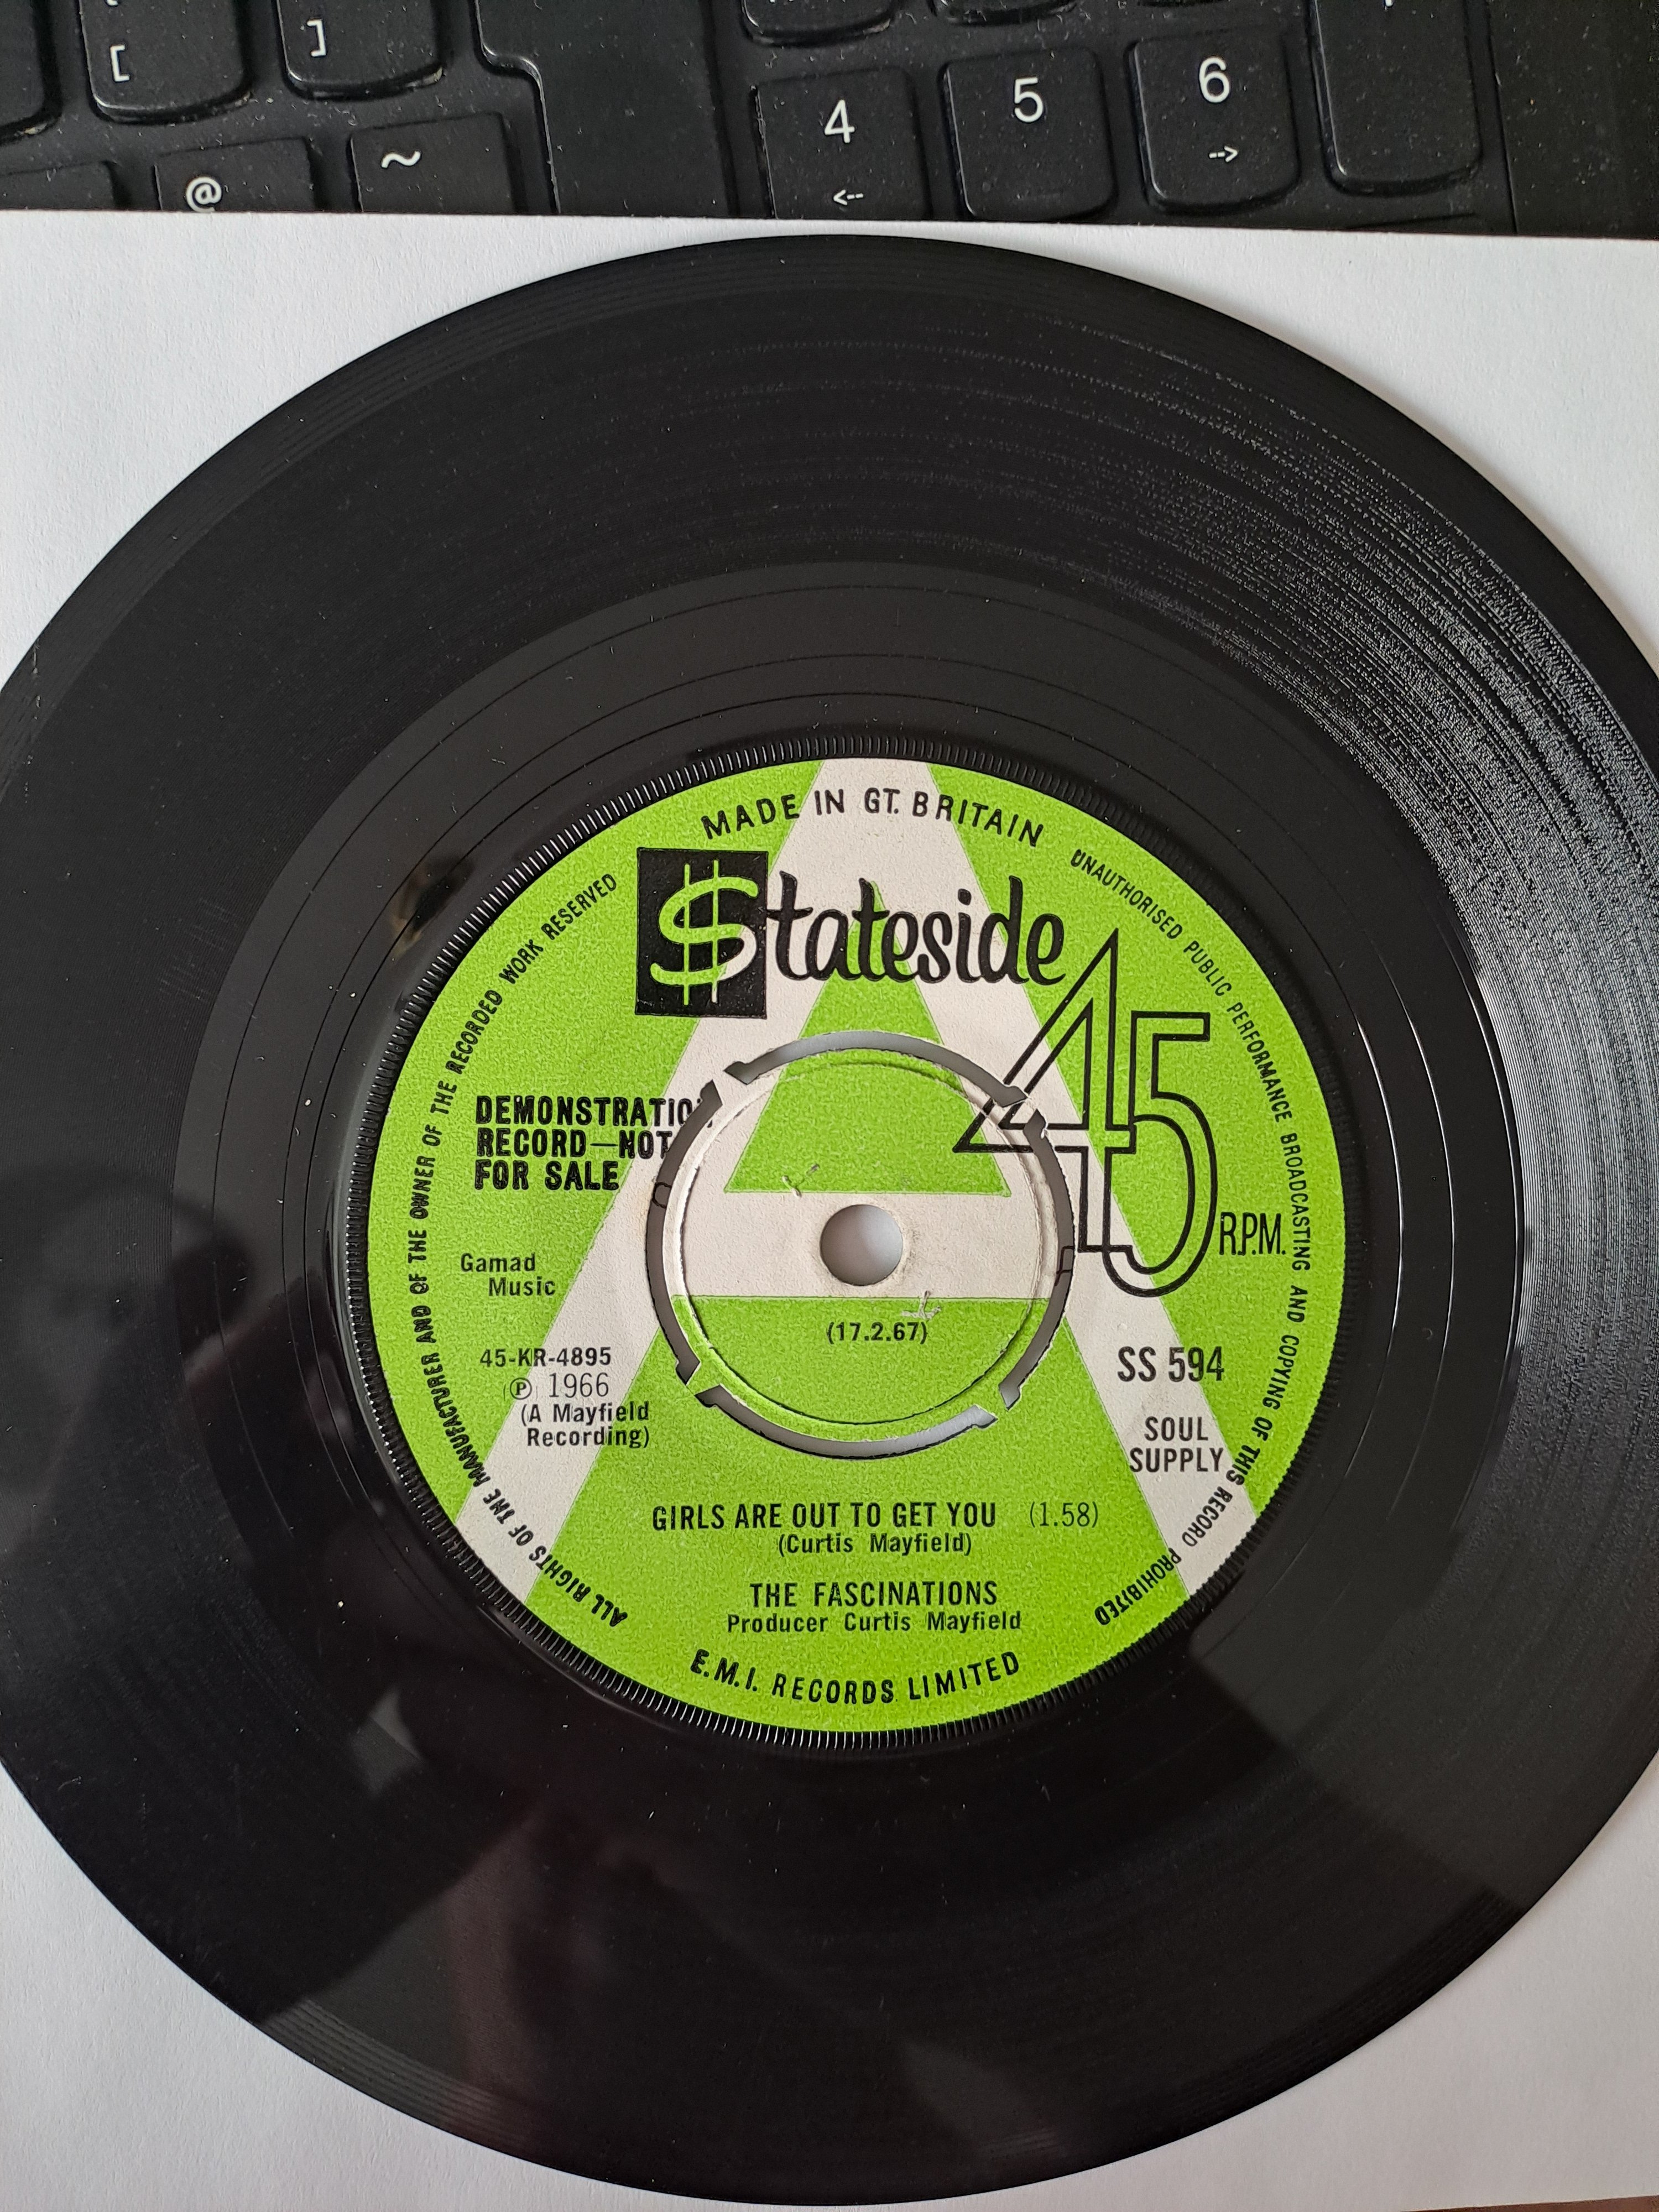 [
]
4
<--
5
6
-->
@
~
MADE IN GT. BRITAIN
$tateside
UNAUTHORISED PUBLIC PERFORMANCE BROADCASTING AND COPYING OF THIS RECORD PROHIBITED
ALL RIGHTS OF THE MANUFACTURER AND OF THE OWNER OF THE RECORDED WORK RESERVED
45
R.P.M.
DEMONSTRATIO
RECORD—NOT
FOR SALE
Gamad
Music
(17.2.67)
45-KR-4895
Ⓟ 1966
(A Mayfield
Recording)
SS 594
SOUL
SUPPLY
GIRLS ARE OUT TO GET YOU (1.58)
(Curtis Mayfield)
THE FASCINATIONS
Producer Curtis Mayfield
E.M.I. RECORDS LIMITED